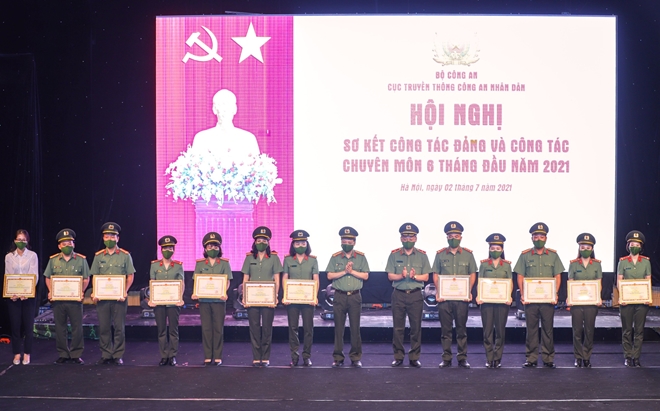 BỘ CÔNG AN
CỤC TRUYỀN THÔNG CÔNG AN NHÂN DÂN
HỘI NGHỊ
SƠ KẾT CÔNG TÁC ĐẢNG VÀ CÔNG TÁC
CHUYÊN MÔN 6 THÁNG ĐẦU NĂM 2021
Hà Nội, ngày 02 tháng 7 năm 2021